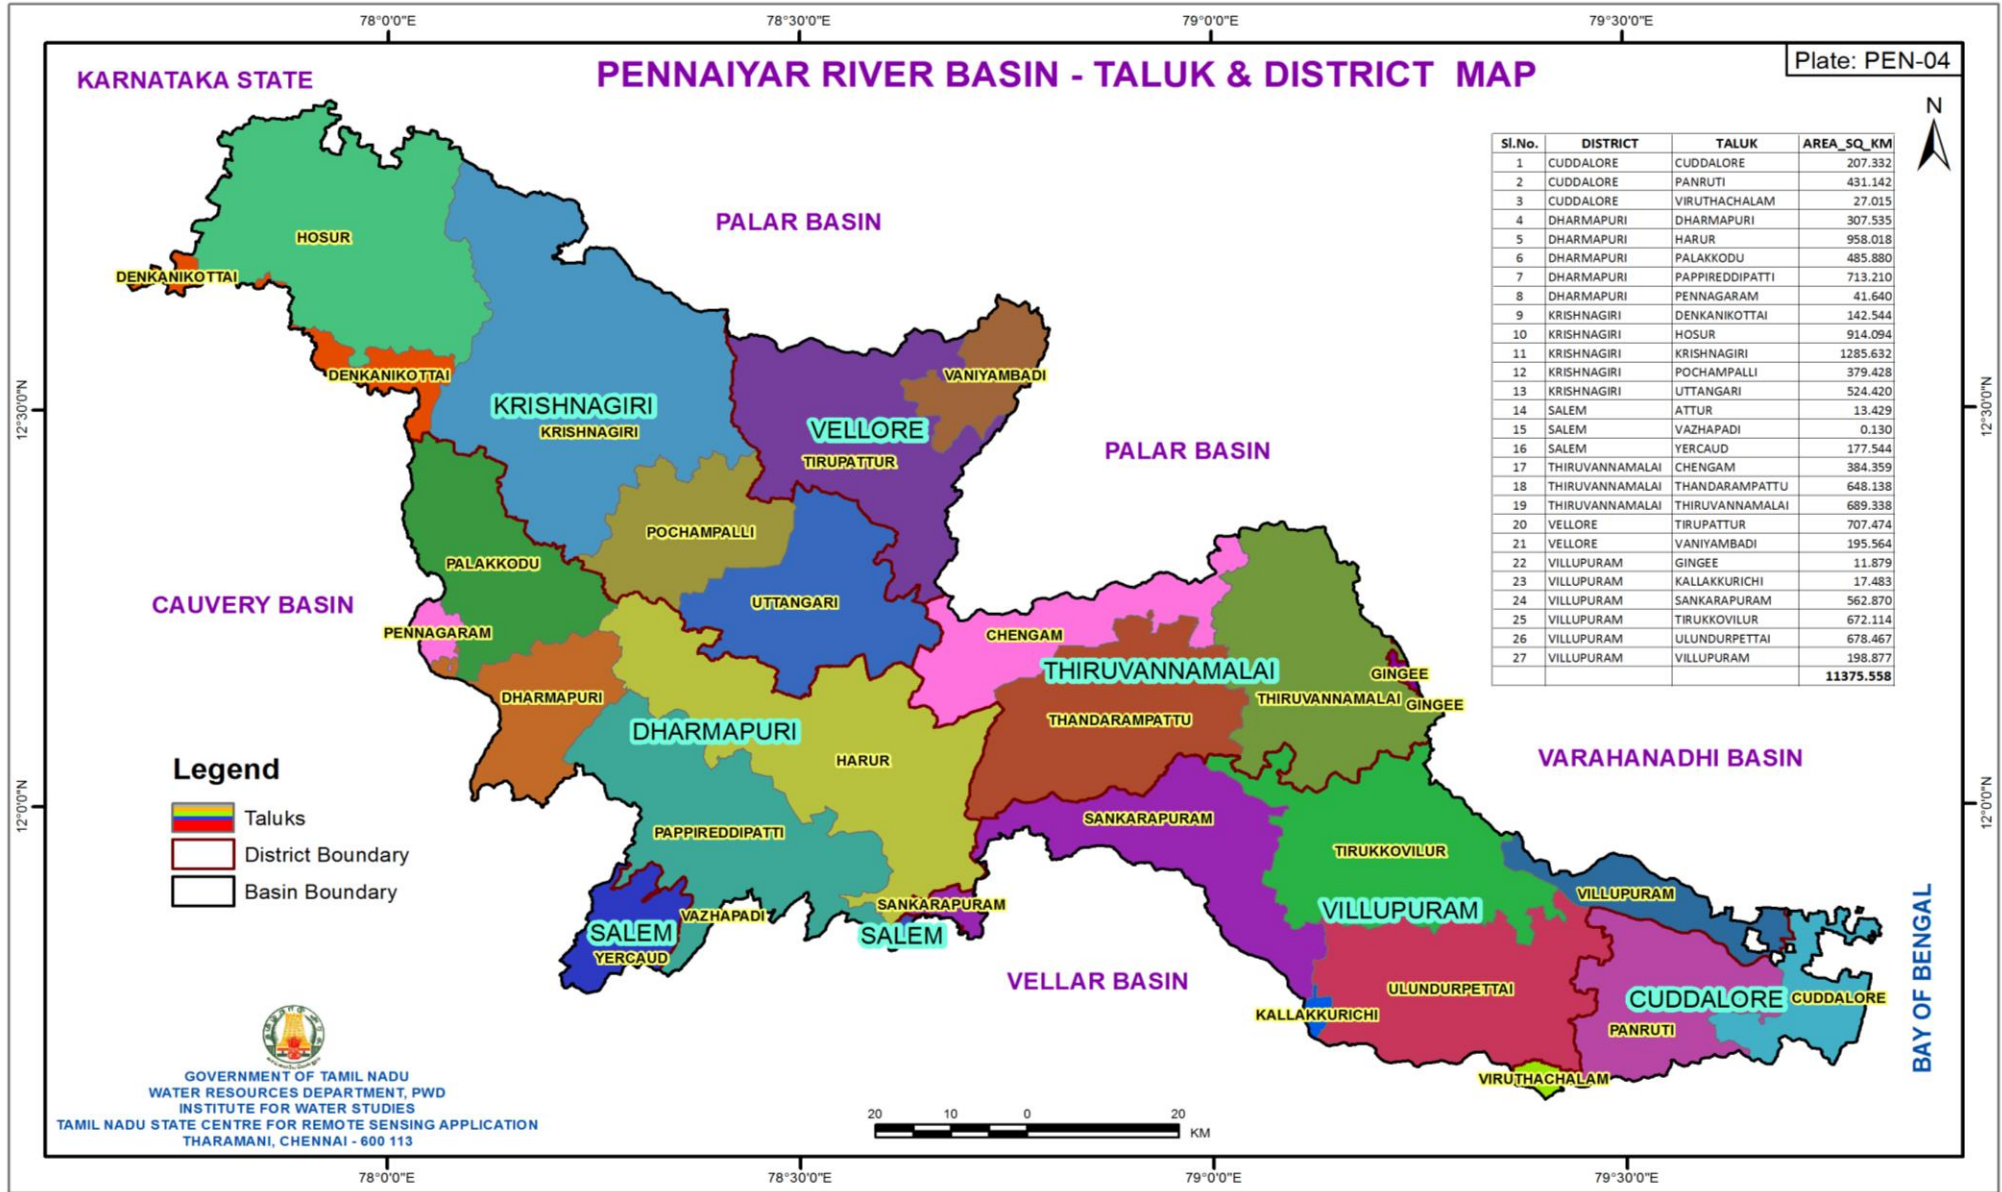 78°0'0"E
78°30'0"E
79°0'0"E
79°30'0"E
KARNATAKA STATE
PENNAIYAR RIVER BASIN - TALUK & DISTRICT MAP
Plate: PEN-04
N
Sl.No. DISTRICT TALUK AREA_SQ_KM
1 CUDDALORE CUDDALORE 207.332
2 CUDDALORE PANRUTI 431.142
3 CUDDALORE VIRUTHACHALAM 27.015
4 DHARMAPURI DHARMAPURI 307.535
5 DHARMAPURI HARUR 958.018
6 DHARMAPURI PALAKKODU 485.880
7 DHARMAPURI PAPPIREDDIPATTI 713.210
8 DHARMAPURI PENNAGARAM 41.640
9 KRISHNAGIRI DENKANIKOTTAI 142.544
10 KRISHNAGIRI HOSUR 914.094
11 KRISHNAGIRI KRISHNAGIRI 1285.632
12 KRISHNAGIRI POCHAMPALLI 379.428
13 KRISHNAGIRI UTTANGARI 524.420
14 SALEM ATTUR 13.429
15 SALEM VAZHAPADI 0.130
16 SALEM YERCAUD 177.544
17 THIRUVANNAMALAI CHENGAM 384.359
18 THIRUVANNAMALAI THANDARAMPATTU 648.138
19 THIRUVANNAMALAI THIRUVANNAMALAI 689.338
20 VELLORE TIRUPATTUR 707.474
21 VELLORE VANIYAMBADI 195.564
22 VILLUPURAM GINGEE 11.879
23 VILLUPURAM KALLAKKURICHI 17.483
24 VILLUPURAM SANKARAPURAM 562.870
25 VILLUPURAM TIRUKKOVILUR 672.114
26 VILLUPURAM ULUNDURPETTAI 678.467
27 VILLUPURAM VILLUPURAM 198.877
11375.558
PALAR BASIN
HOSUR
DENKANIKOTTAI
DENKANIKOTTAI
VANIYAMBADI
12°30'0"N
12°30'0"N
KRISHNAGIRI
KRISHNAGIRI
VELLORE
TIRUPATTUR
PALAR BASIN
POCHAMPALLI
PALAKKODU
CAUVERY BASIN
UTTANGARI
PENNAGARAM
CHENGAM
THIRUVANNAMALAI
GINGEE
DHARMAPURI
THIRUVANNAMALAI
GINGEE
THANDARAMPATTU
DHARMAPURI
HARUR
VARAHANADHI BASIN
12°0'0"N
12°0'0"N
SANKARAPURAM
PAPPIREDDIPATTI
TIRUKKOVILUR
VILLUPURAM
SANKARAPURAM
VILLUPURAM
VAZHAPADI
SALEM
SALEM
YERCAUD
VELLAR BASIN
ULUNDURPETTAI
CUDDALORE
CUDDALORE
KALLAKKURICHI
PANRUTI
VIRUTHACHALAM
BAY OF BENGAL
Legend
Taluks
District Boundary
Basin Boundary
GOVERNMENT OF TAMIL NADU
WATER RESOURCES DEPARTMENT, PWD
INSTITUTE FOR WATER STUDIES
TAMIL NADU STATE CENTRE FOR REMOTE SENSING APPLICATION
THARAMANI, CHENNAI - 600 113
20 10 0 20
KM
78°0'0"E
78°30'0"E
79°0'0"E
79°30'0"E